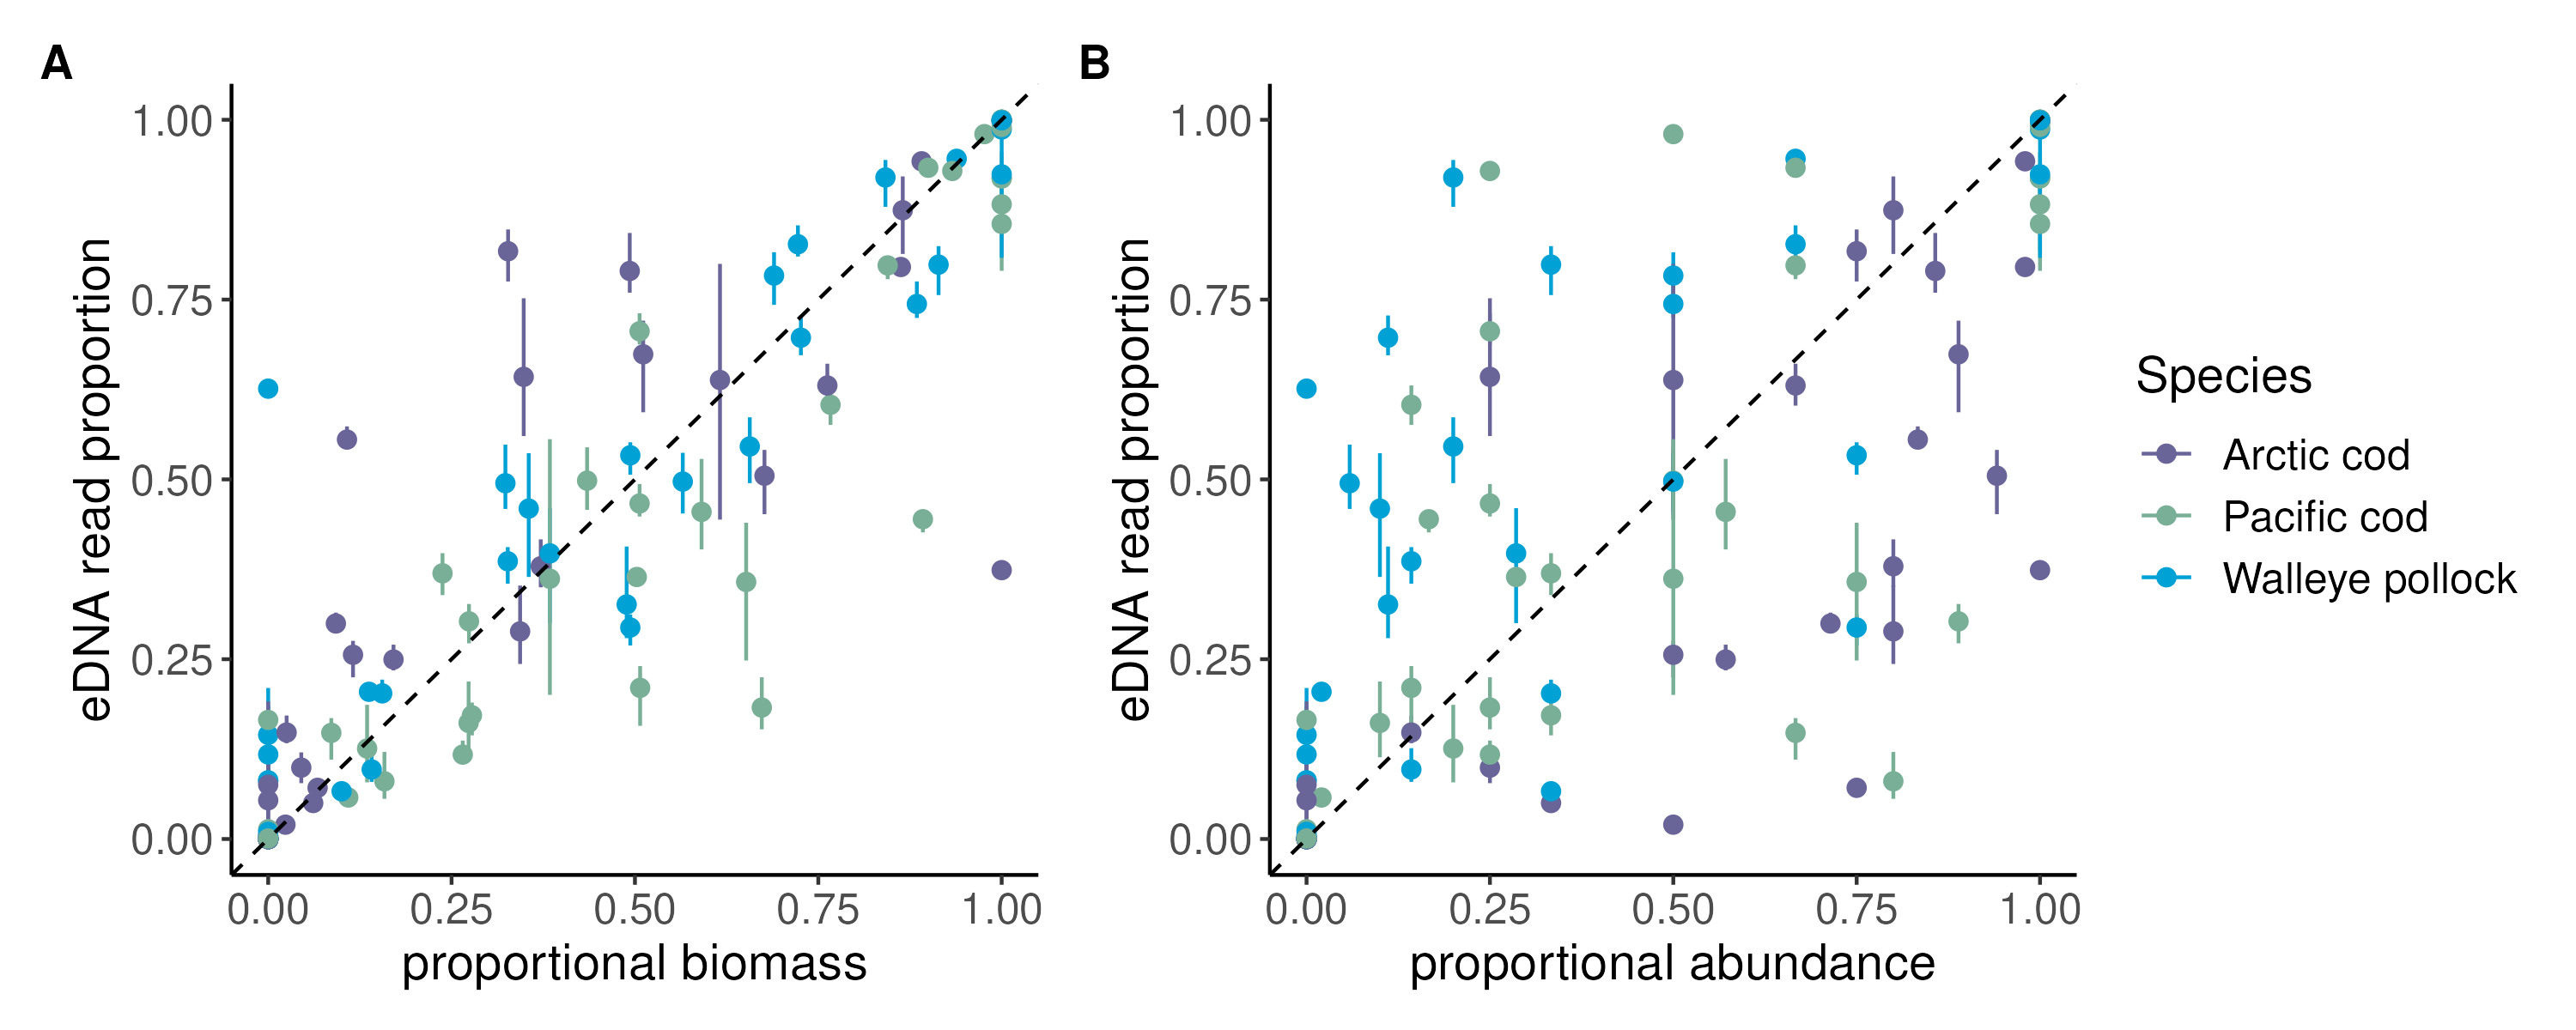 A
B
1.00
0.75
0.50
0.25
0.00
eDNA read proportion
0.00 0.25 0.50 0.75 1.00
proportional biomass
1.00
0.75
0.50
0.25
0.00
eDNA read proportion
0.00 0.25 0.50 0.75 1.00
proportional abundance
Species
Arctic cod
Pacific cod
Walleye pollock